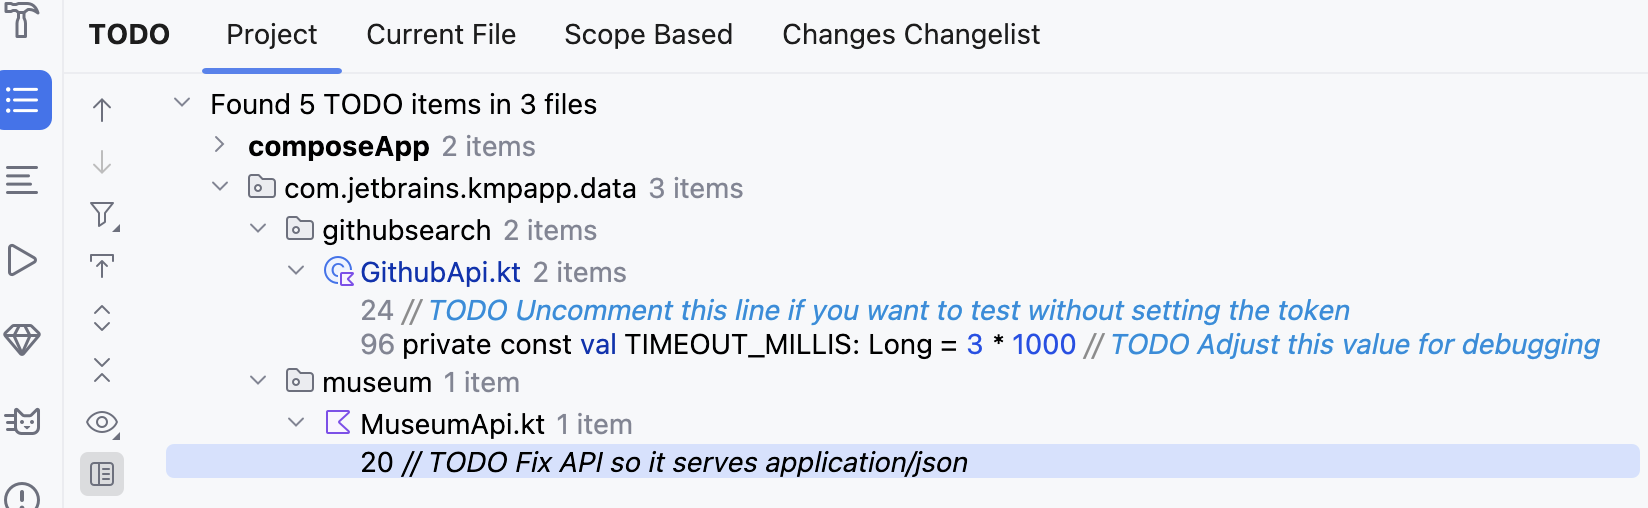 TODO Project Current File Scope Based Changes Changelist
Found 5 TODO items in 3 files
composeApp 2 items
com.jetbrains.kmpapp.data 3 items
githubsearch 2 items
GithubApi.kt 2 items
24 // TODO Uncomment this line if you want to test without setting the token
96 private const val TIMEOUT_MILLIS: Long = 3 * 1000 // TODO Adjust this value for debugging
museum 1 item
MuseumApi.kt 1 item
20 // TODO Fix API so it serves application/json